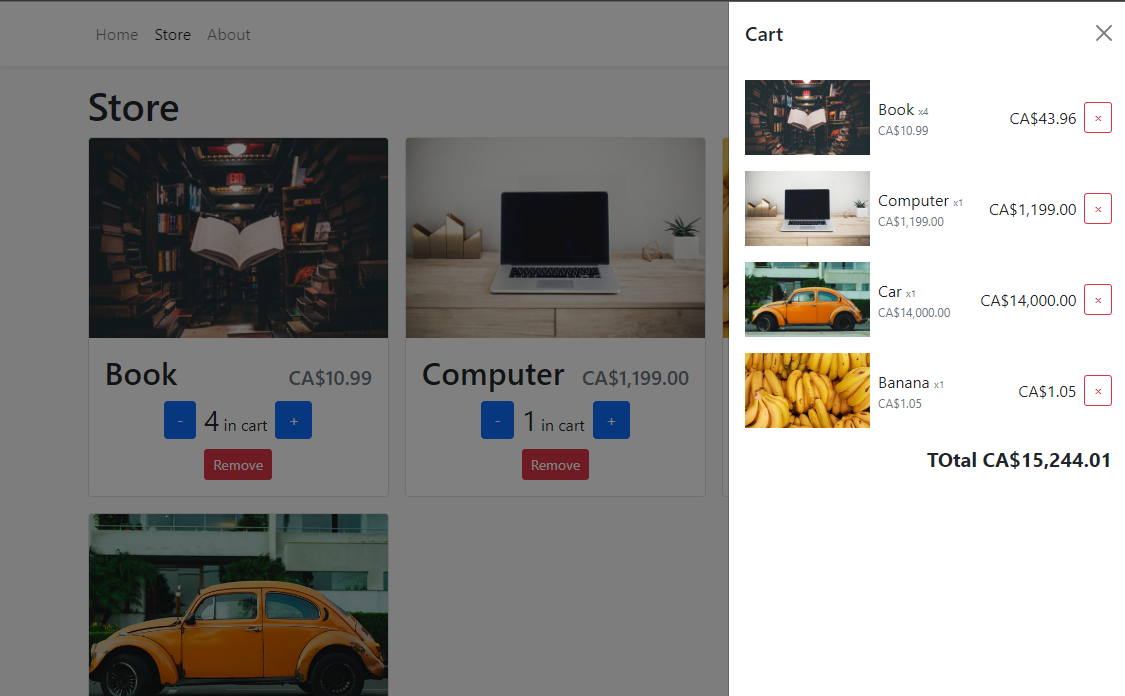 Home Store About
Store
Book CA$10.99
- 4 in cart +
Remove
Computer CA$1,199.00
- 1 in cart +
Remove
Cart
Book x4
CA$10.99
CA$43.96 ×
Computer x1
CA$1,199.00
CA$1,199.00 ×
Car x1
CA$14,000.00
CA$14,000.00 ×
Banana x1
CA$1.05
CA$1.05 ×
TOtal CA$15,244.01